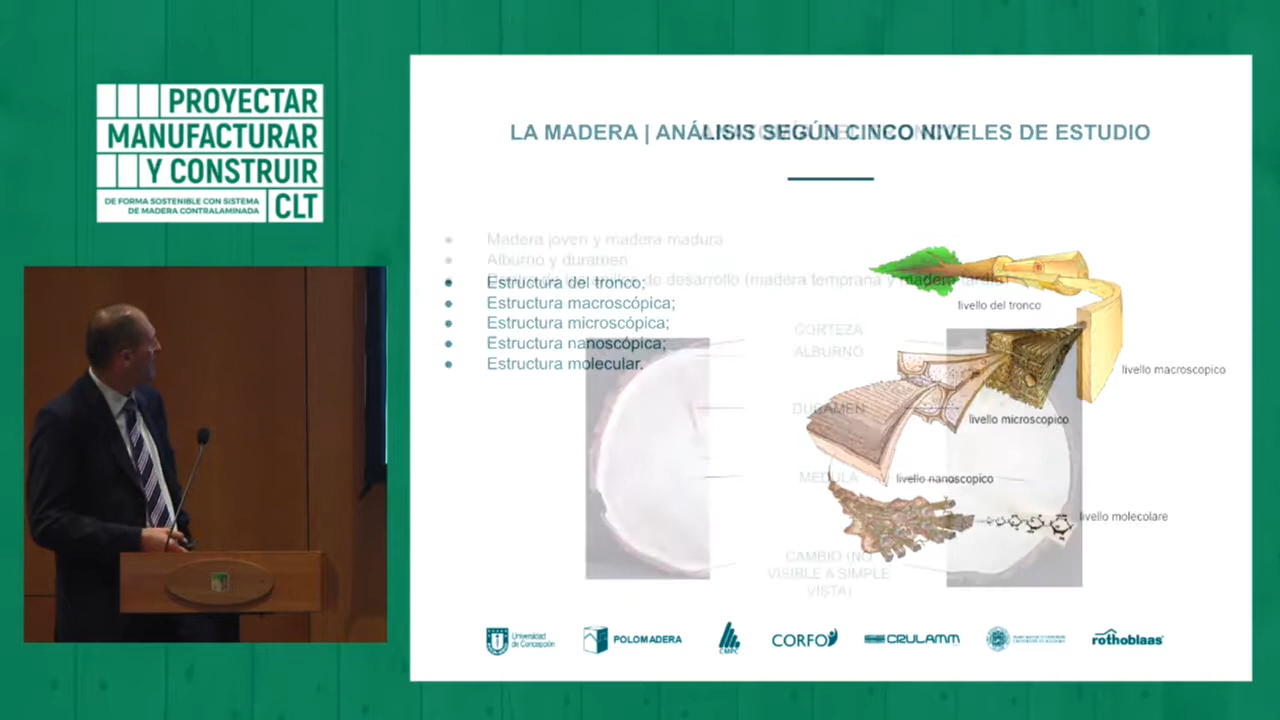 PROYECTAR
MANUFACTURAR
Y CONSTRUIR
DE FORMA SOSTENIBLE CON SISTEMA
DE MADERA CONTRALAMINADA
CLT
LA MADERA | ANÁLISIS SEGÚN CINCO NIVELES DE ESTUDIO
Madera joven y madera madura
Alburno y duramen
de desarrollo (madera temprana y madera tardía)
Estructura del tronco;
Estructura macroscópica;
Estructura microscópica;
Estructura nanoscópica;
Estructura molecular.
livello del tronco
CORTEZA
ALBURNO
livello macroscopico
DURAMEN
livello microscopico
MEDULA
livello nanoscopico
livello molecolare
CAMBIO (NO
VISIBLE A SIMPLE
VISTA)
Universidad
de Concepción
POLOMADERA
CMPC
CORFO
CRULAMM
rothoblaas